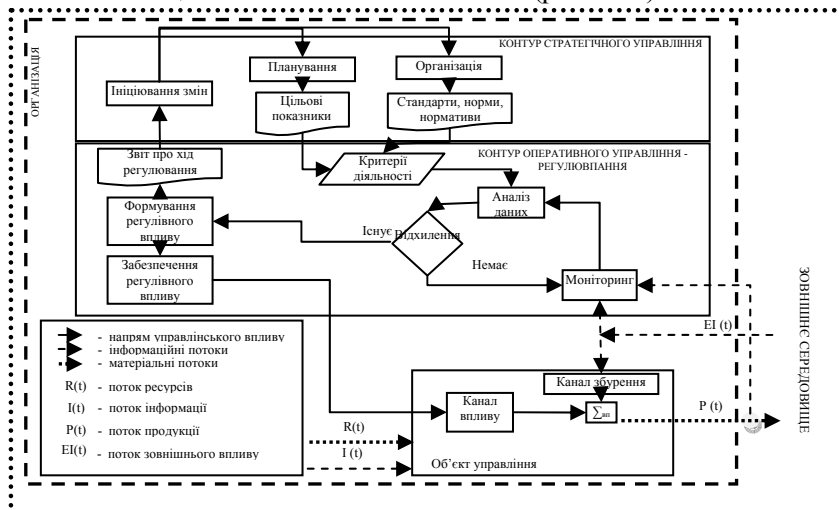 ОРГАНІЗАЦІЯ
КОНТУР СТРАТЕГІЧНОГО УПРАВЛІННЯ
Планування
Організація
Ініціювання змін
Цільові
показники
Стандарти, норми,
нормативи
КОНТУР ОПЕРАТИВНОГО УПРАВЛІННЯ -
РЕГУЛЮВПАННЯ
Звіт про хід
регулювання
Критерії
діяльності
Аналіз
даних
Формування
регулівного
впливу
Існує
Відхилення
Забезпечення
регулівного
впливу
Немає
Моніторинг
ЗОВНІШНЄ СЕРЕДОВИЩЕ
EI (t)
- напрям управлінського впливу
- інформаційні потоки
- матеріальні потоки
R(t) - поток ресурсів
I(t) - поток інформації
P(t) - поток продукції
EI(t) - поток зовнішнього впливу
Канал збурення
Канал
впливу
∑вп
P (t)
R(t)
I (t)
Об’єкт управління